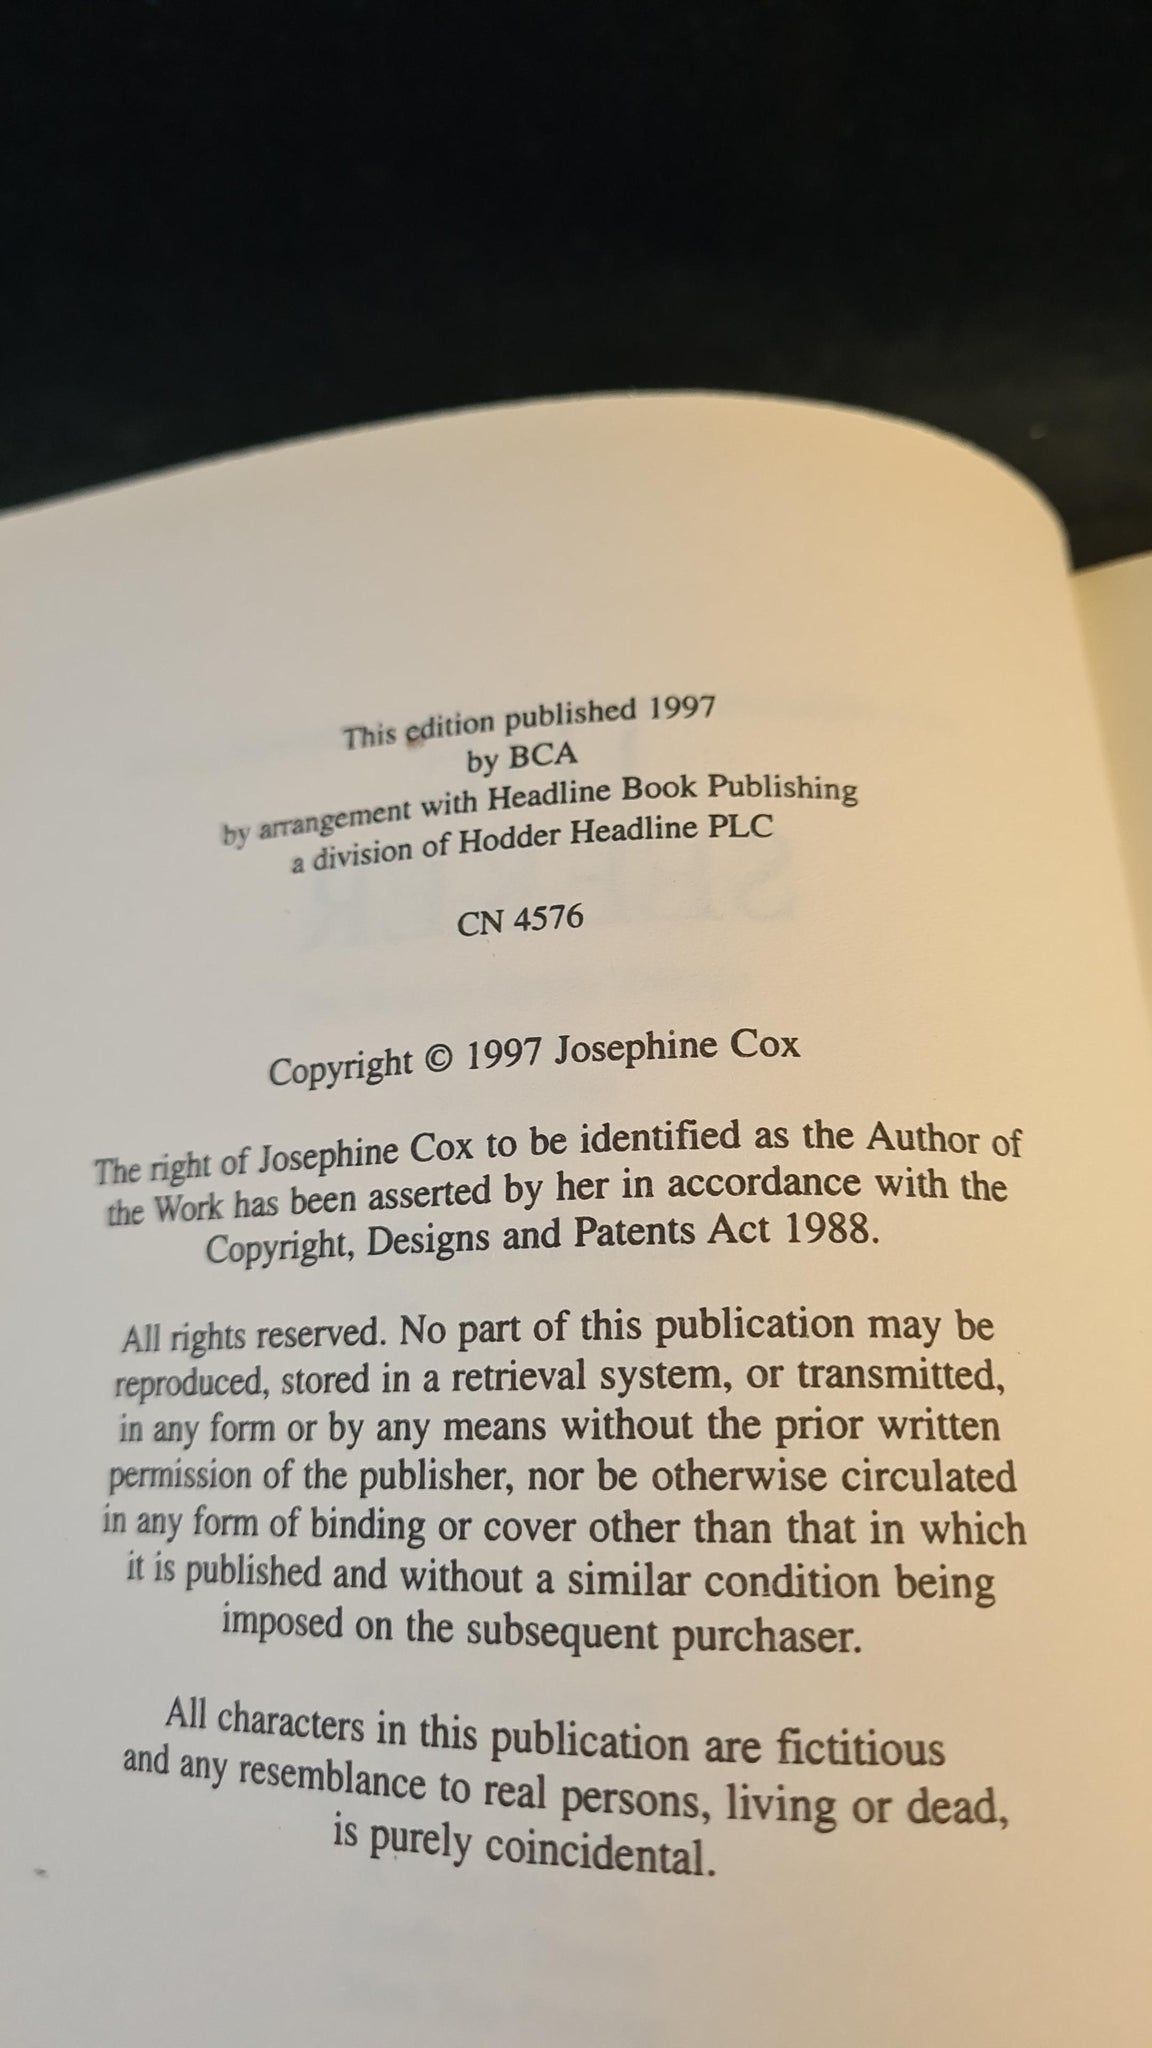 This edition published 1997
by BCA
by arrangement with Headline Book Publishing
a division of Hodder Headline PLC
CN 4576
Copyright © 1997 Josephine Cox
The right of Josephine Cox to be identified as the Author of
the Work has been asserted by her in accordance with the
Copyright, Designs and Patents Act 1988.
All rights reserved. No part of this publication may be
reproduced, stored in a retrieval system, or transmitted,
in any form or by any means without the prior written
permission of the publisher, nor be otherwise circulated
in any form of binding or cover other than that in which
it is published and without a similar condition being
imposed on the subsequent purchaser.
All characters in this publication are fictitious
and any resemblance to real persons, living or dead,
is purely coincidental.